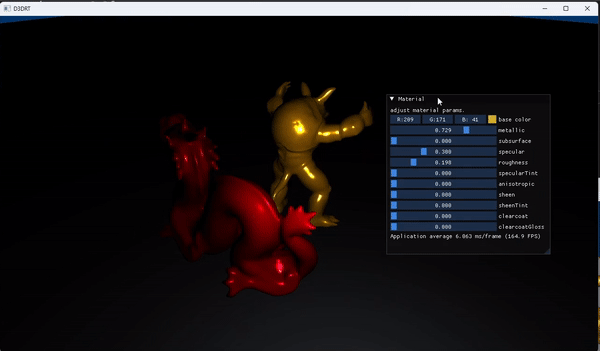 D3DRT
Material
adjust material params.
R:209 G:171 B: 41 base color
0.729 metallic
0.000 subsurface
0.308 specular
0.198 roughness
0.000 specularTint
0.000 anisotropic
0.000 sheen
0.000 sheenTint
0.000 clearcoat
0.000 clearcoatGloss
Application average 6.063 ms/frame (164.9 FPS)